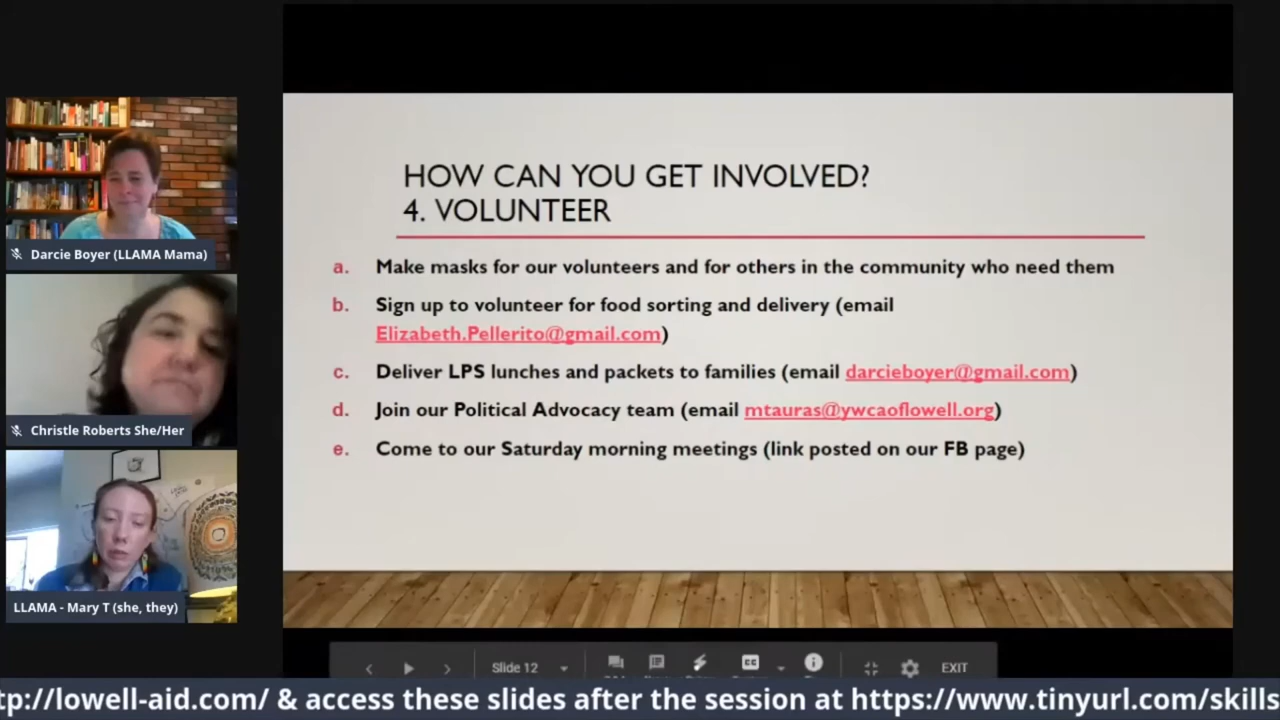 HOW CAN YOU GET INVOLVED?
4. VOLUNTEER
a. Make masks for our volunteers and for others in the community who need them
b. Sign up to volunteer for food sorting and delivery (email
Elizabeth.Pellerito@gmail.com)
c. Deliver LPS lunches and packets to families (email darcieboyer@gmail.com)
d. Join our Political Advocacy team (email mtauras@ywcaoflowell.org)
e. Come to our Saturday morning meetings (link posted on our FB page)
Darcie Boyer (LLAMA Mama)
Christle Roberts She/Her
LLAMA - Mary T (she, they)
Slide 12
CC
EXIT
tp://lowell-aid.com/ & access these slides after the session at https://www.tinyurl.com/skills